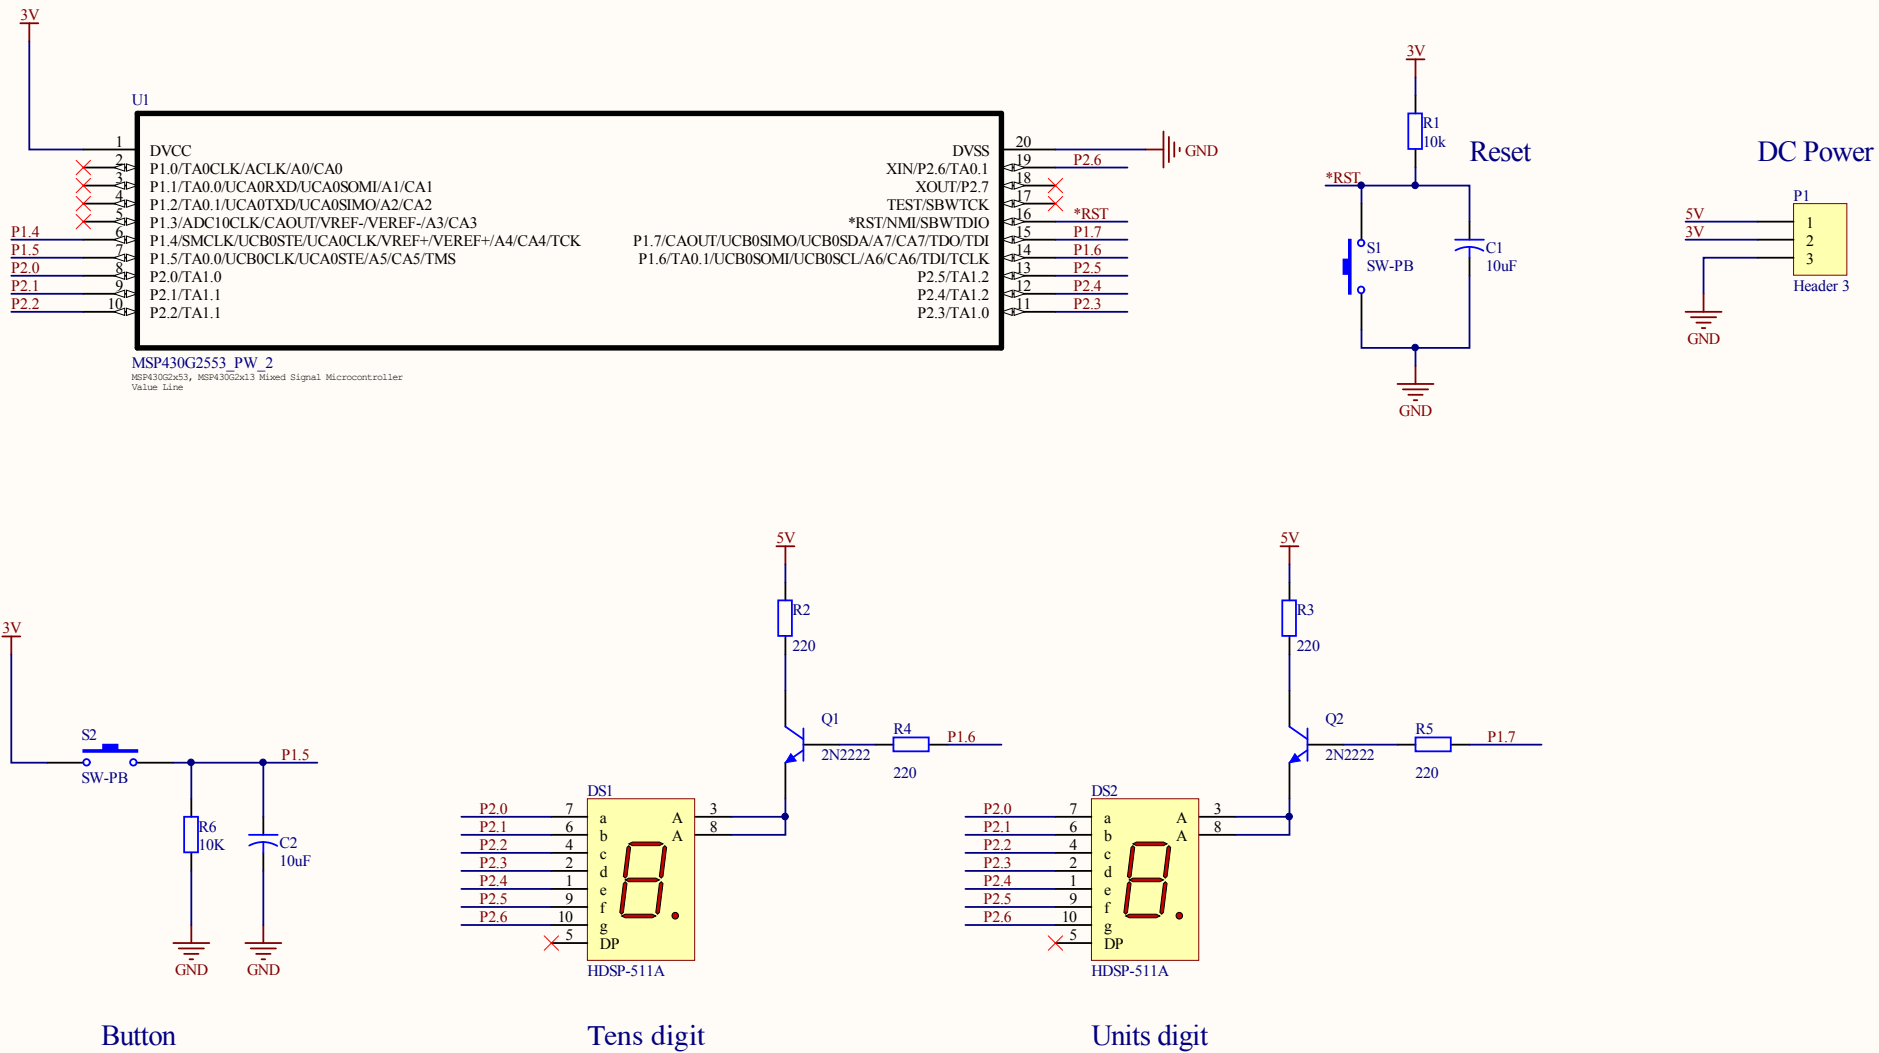 3V
U1
1
DVCC
2
P1.0/TA0CLK/ACLK/A0/CA0
3
P1.1/TA0.0/UCA0RXD/UCA0SOMI/A1/CA1
4
P1.2/TA0.1/UCA0TXD/UCA0SIMO/A2/CA2
5
P1.3/ADC10CLK/CAOUT/VREF-/VEREF-/A3/CA3
P1.4
6
P1.4/SMCLK/UCB0STE/UCA0CLK/VREF+/VEREF+/A4/CA4/TCK
P1.5
7
P1.5/TA0.0/UCB0CLK/UCA0STE/A5/CA5/TMS
P2.0
8
P2.0/TA1.0
P2.1
9
P2.1/TA1.1
P2.2
10
P2.2/TA1.1
DVSS
20
GND
XIN/P2.6/TA0.1
19
P2.6
XOUT/P2.7
18
TEST/SBWTCK
17
*RST/NMI/SBWTDIO
16
*RST
P1.7/CAOUT/UCB0SIMO/UCB0SDA/A7/CA7/TDO/TDI
15
P1.7
P1.6/TA0.1/UCB0SOMI/UCB0SCL/A6/CA6/TDI/TCLK
14
P1.6
P2.5/TA1.2
13
P2.5
P2.4/TA1.2
12
P2.4
P2.3/TA1.0
11
P2.3
MSP430G2553_PW_2
MSP430G2x53, MSP430G2x13 Mixed Signal Microcontroller
Value Line
3V
R1
10k
Reset
*RST
S1
SW-PB
C1
10uF
GND
DC Power
P1
5V
1
3V
2
3
Header 3
GND
3V
S2
SW-PB
P1.5
R6
10K
C2
10uF
GND
GND
Button
5V
R2
220
Q1
2N2222
R4
220
P1.6
DS1
P2.0
7
a
A
3
P2.1
6
b
A
8
P2.2
4
c
P2.3
2
d
P2.4
1
e
P2.5
9
f
P2.6
10
g
5
DP
HDSP-511A
Tens digit
5V
R3
220
Q2
2N2222
R5
220
P1.7
DS2
P2.0
7
a
A
3
P2.1
6
b
A
8
P2.2
4
c
P2.3
2
d
P2.4
1
e
P2.5
9
f
P2.6
10
g
5
DP
HDSP-511A
Units digit